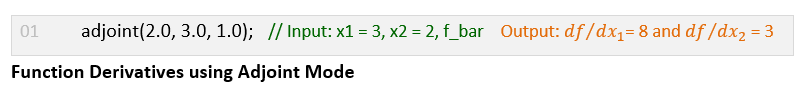 01 adjoint(2.0, 3.0, 1.0); // Input: x1 = 3, x2 = 2, f_bar Output: 𝑑𝑓/𝑑𝑥₁= 8 and 𝑑𝑓/𝑑𝑥₂ = 3
Function Derivatives using Adjoint Mode